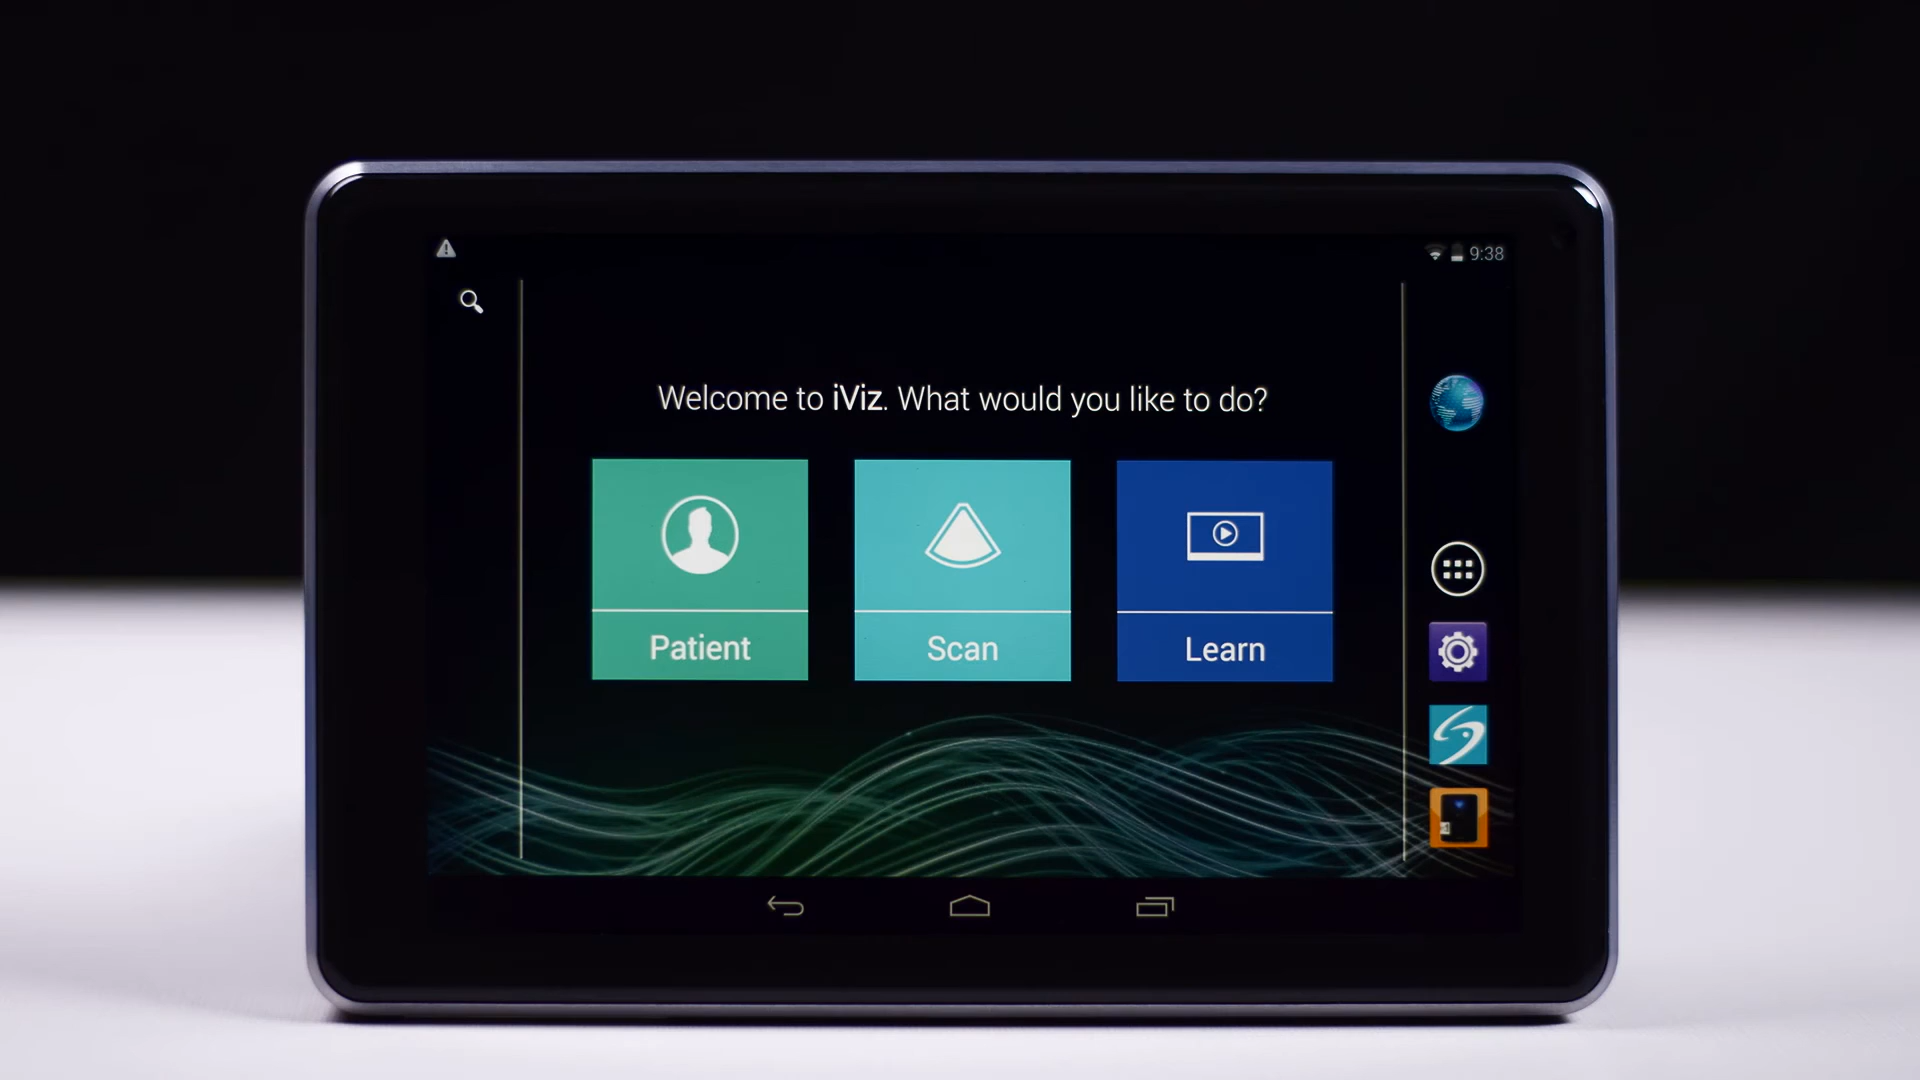 9:38
Welcome to iViz. What would you like to do?
Patient
Scan
Learn